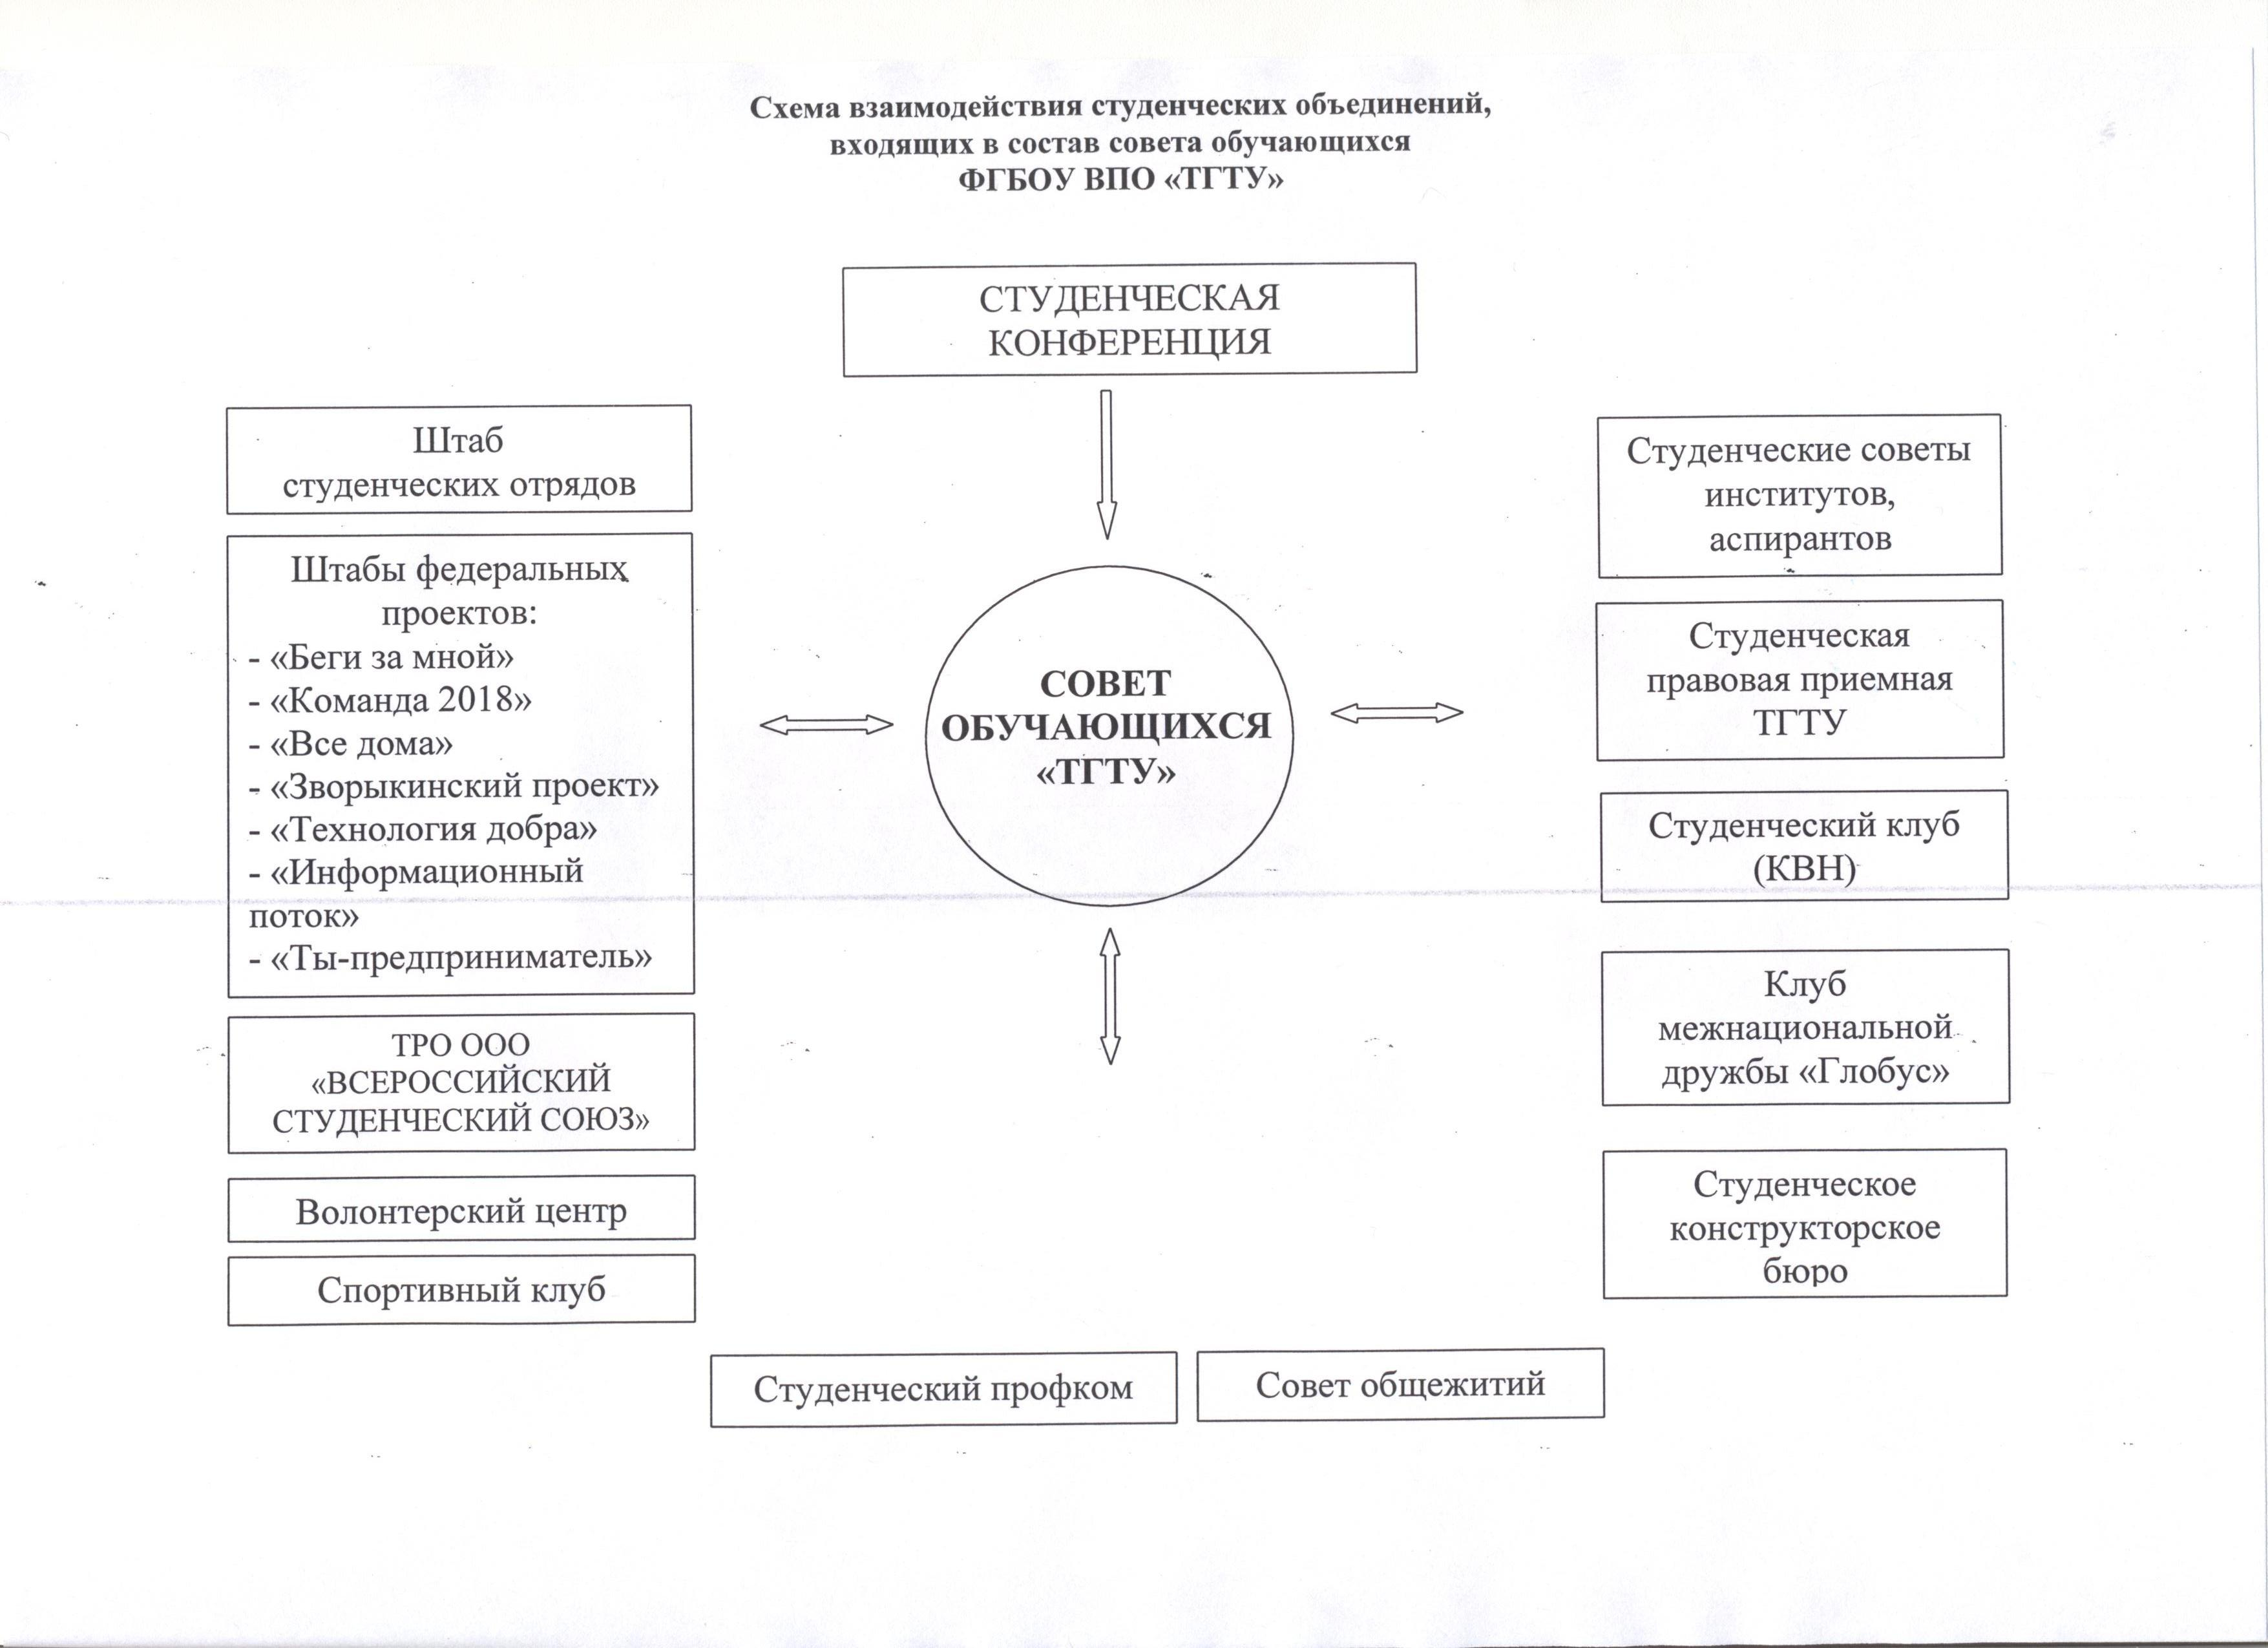 Схема взаимодействия студенческих объединений,
входящих в состав совета обучающихся
ФГБОУ ВПО «ТГТУ»
СТУДЕНЧЕСКАЯ
КОНФЕРЕНЦИЯ
Штаб
студенческих отрядов
Штабы федеральных
проектов:
- «Беги за мной»
- «Команда 2018»
- «Все дома»
- «Зворыкинский проект»
- «Технология добра»
- «Информационный
поток»
- «Ты-предприниматель»
ТРО ООО
«ВСЕРОССИЙСКИЙ
СТУДЕНЧЕСКИЙ СОЮЗ»
Волонтерский центр
Спортивный клуб
СОВЕТ
ОБУЧАЮЩИХСЯ
«ТГТУ»
Студенческие советы
институтов,
аспирантов
Студенческая
правовая приемная
ТГТУ
Студенческий клуб
(КВН)
Клуб
межнациональной
дружбы «Глобус»
Студенческое
конструкторское
бюро
Студенческий профком
Совет общежитий